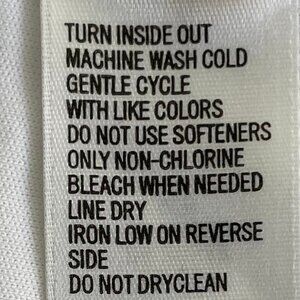 TURN INSIDE OUT
MACHINE WASH COLD
GENTLE CYCLE
WITH LIKE COLORS
DO NOT USE SOFTENERS
ONLY NON-CHLORINE
BLEACH WHEN NEEDED
LINE DRY
IRON LOW ON REVERSE
SIDE
DO NOT DRYCLEAN